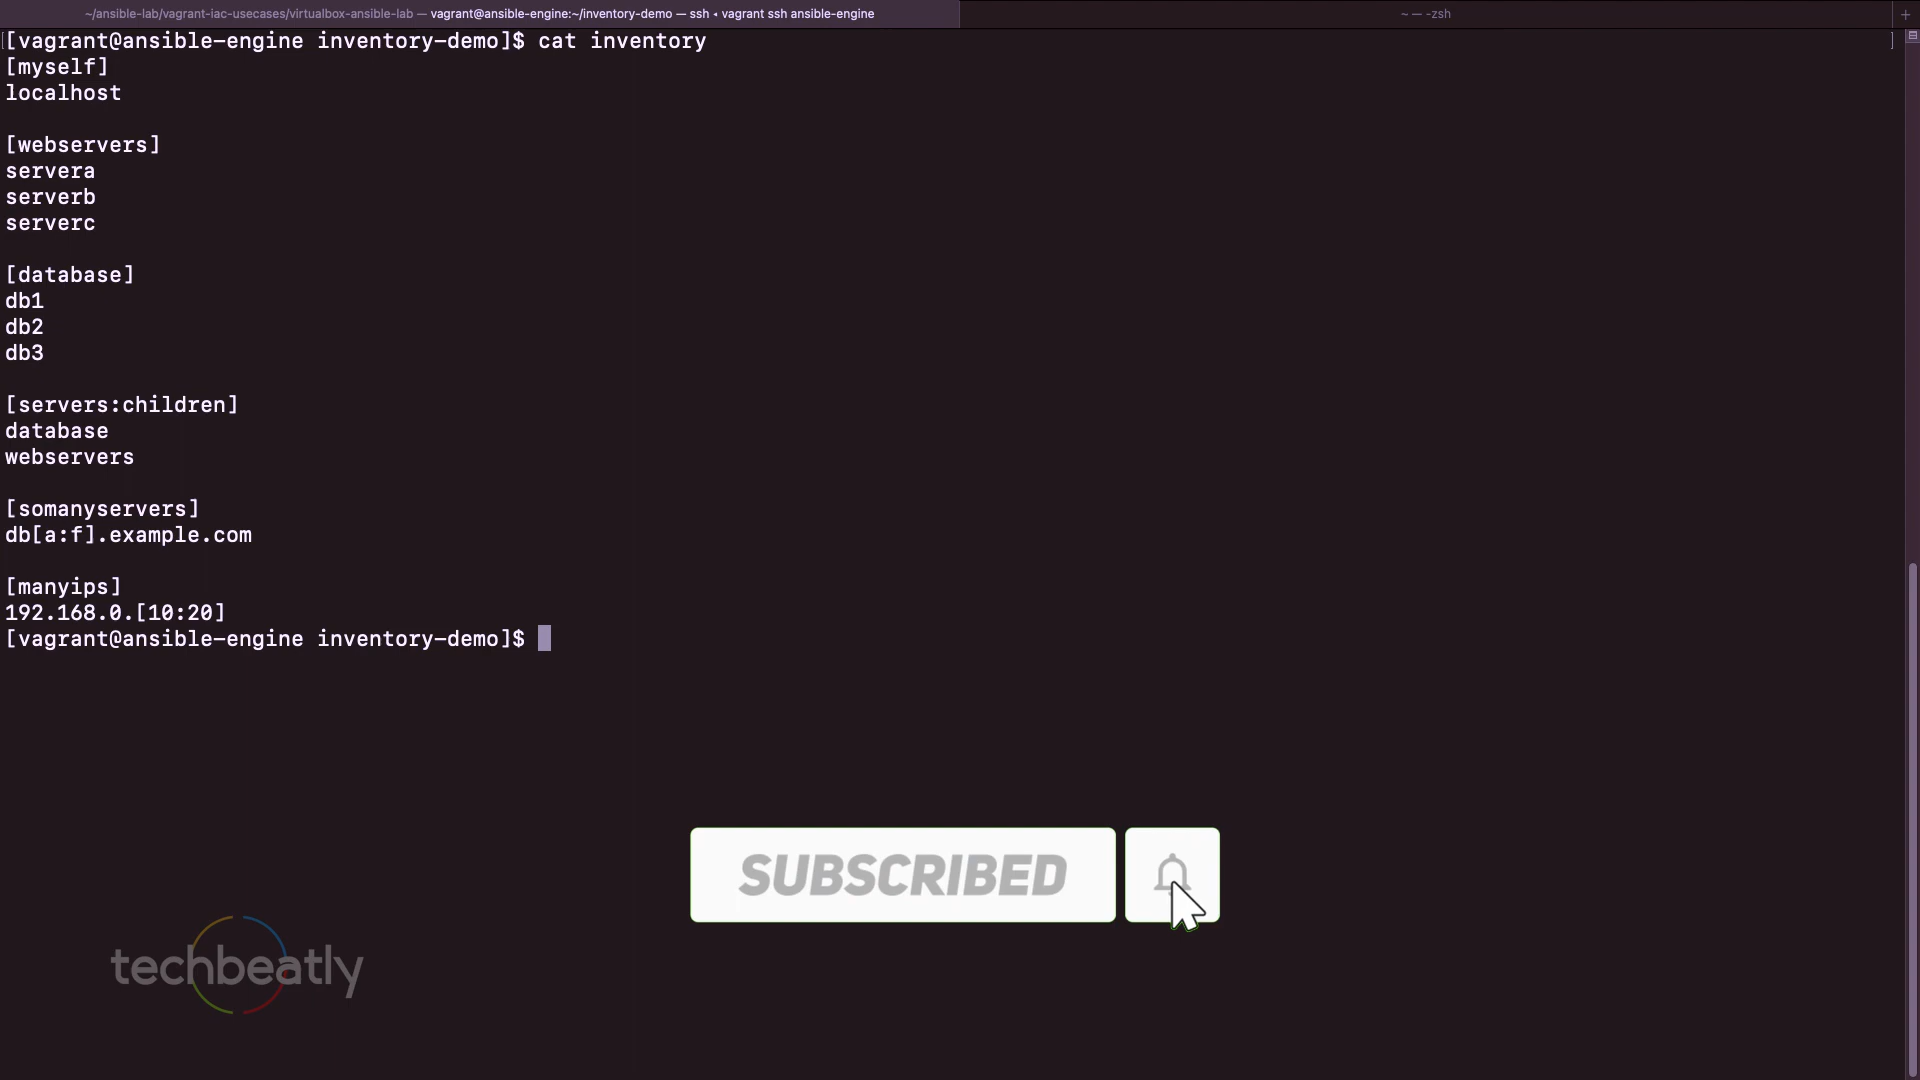 ~/ansible-lab/vagrant-iac-usecases/virtualbox-ansible-lab — vagrant@ansible-engine:~/inventory-demo — ssh ◂ vagrant ssh ansible-engine
~ — -zsh
[vagrant@ansible-engine inventory-demo]$ cat inventory
[myself]
localhost
[webservers]
servera
serverb
serverc
[database]
db1
db2
db3
[servers:children]
database
webservers
[somanyservers]
db[a:f].example.com
[manyips]
192.168.0.[10:20]
[vagrant@ansible-engine inventory-demo]$
SUBSCRIBED
techbeatly